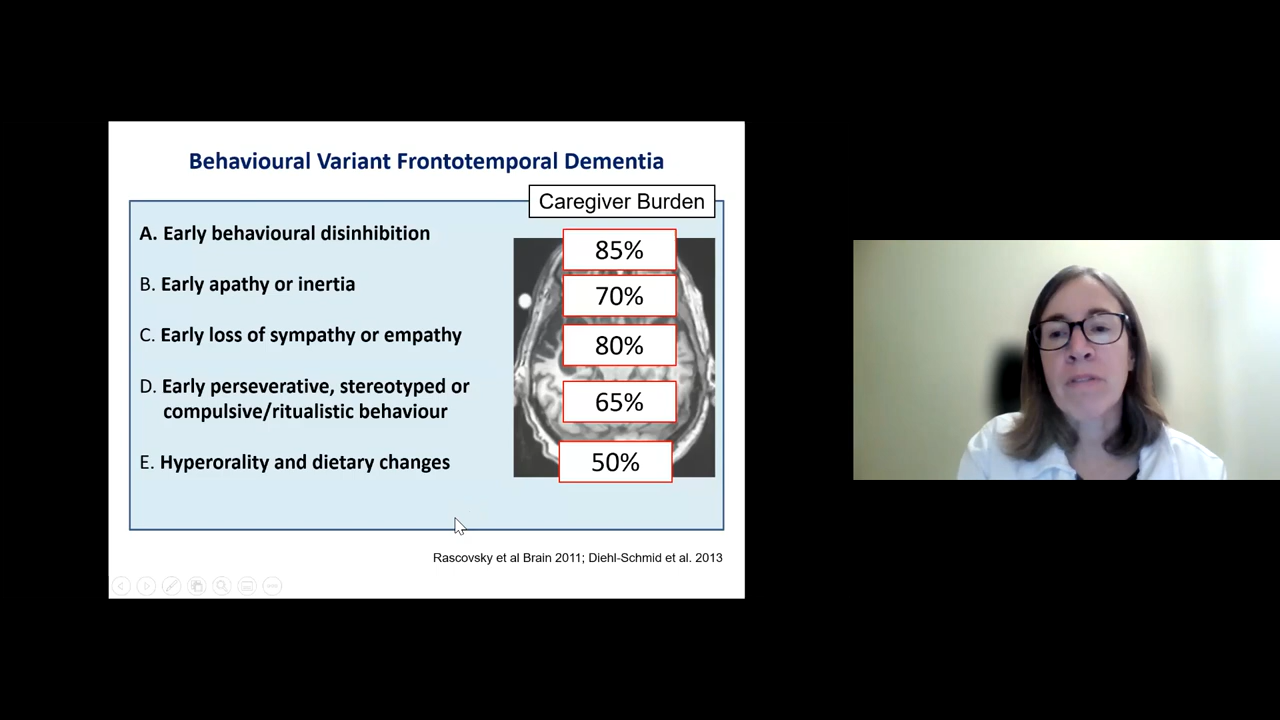 Behavioural Variant Frontotemporal Dementia
Caregiver Burden
A. Early behavioural disinhibition
85%
B. Early apathy or inertia
70%
C. Early loss of sympathy or empathy
80%
D. Early perseverative, stereotyped or
compulsive/ritualistic behaviour
65%
E. Hyperorality and dietary changes
50%
Rascovsky et al Brain 2011; Diehl-Schmid et al. 2013